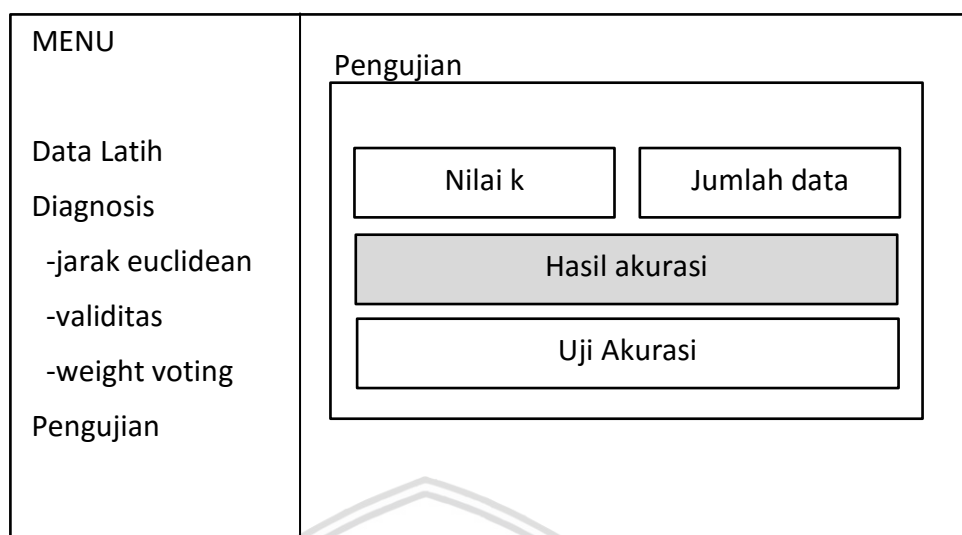 MENU
Data Latih
Diagnosis
-jarak euclidean
-validitas
-weight voting
Pengujian
Pengujian
Nilai k
Jumlah data
Hasil akurasi
Uji Akurasi